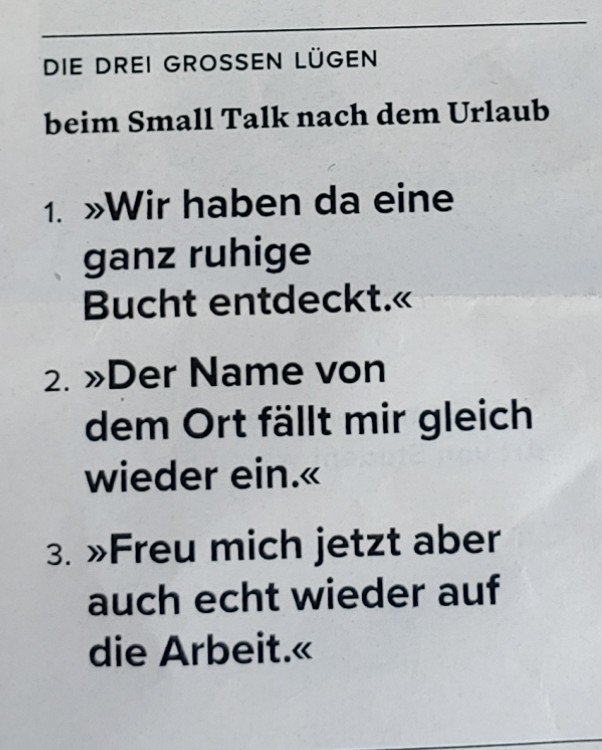 DIE DREI GROSSEN LÜGEN
beim Small Talk nach dem Urlaub
1. »Wir haben da eine
ganz ruhige
Bucht entdeckt.«
2. »Der Name von
dem Ort fällt mir gleich
wieder ein.«
3. »Freu mich jetzt aber
auch echt wieder auf
die Arbeit.«